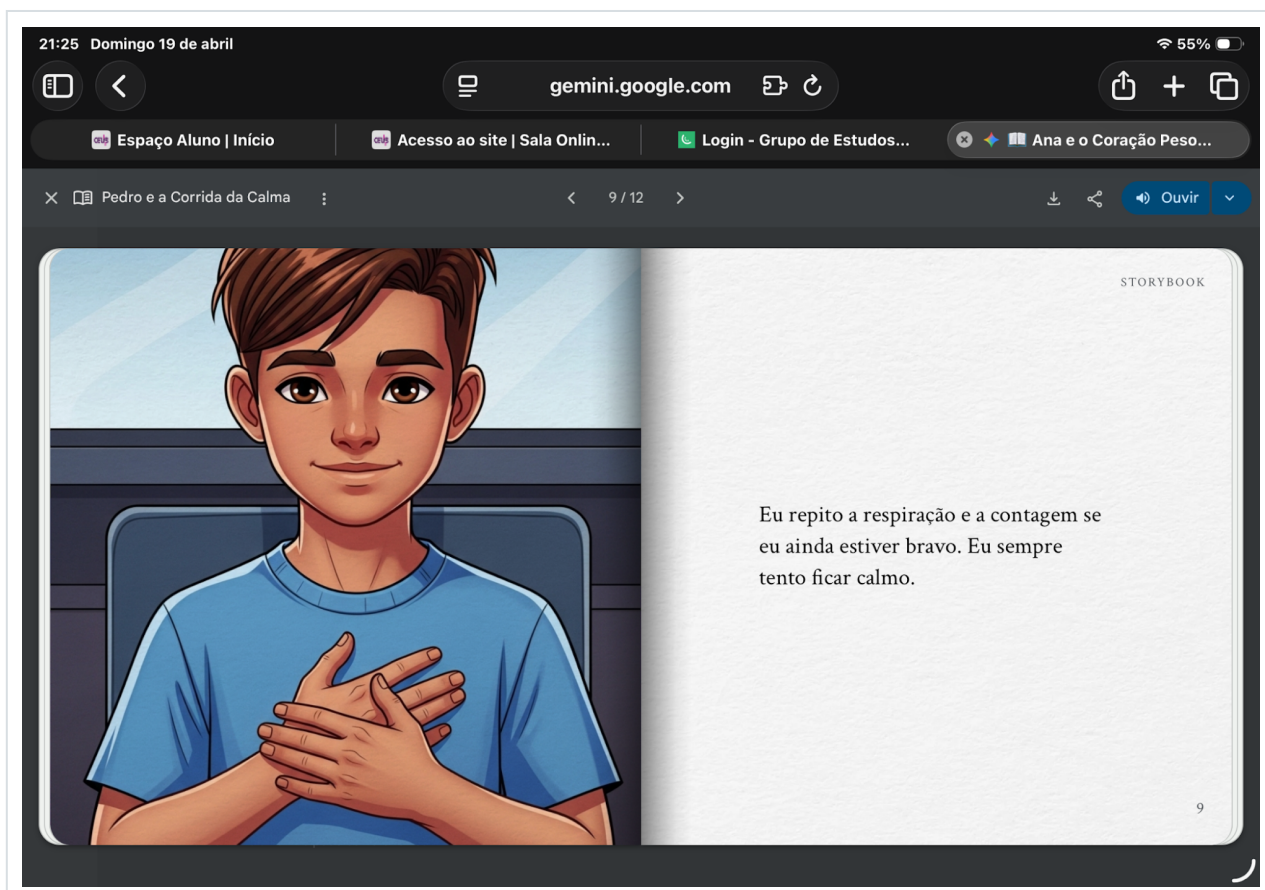 21:25 Domingo 19 de abril
55%
gemini.google.com
Espaço Aluno | Início
Acesso ao site | Sala Onlin...
Login - Grupo de Estudos...
Ana e o Coração Peso...
Pedro e a Corrida da Calma
9 / 12
Ouvir
STORYBOOK
Eu repito a respiração e a contagem se
eu ainda estiver bravo. Eu sempre
tento ficar calmo.
9